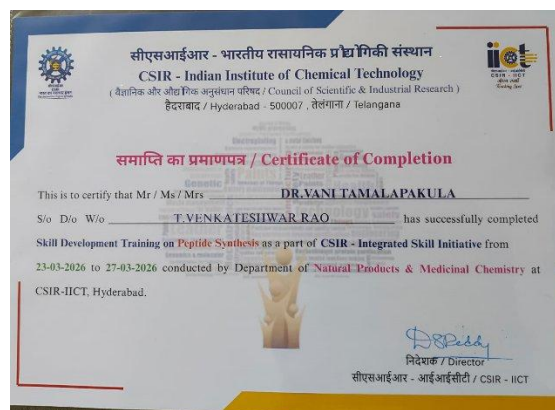 सीएसआईआर - भारतीय रासायनिक प्रौद्योगिकी संस्थान
CSIR - Indian Institute of Chemical Technology
( वैज्ञानिक और औद्योगिक अनुसंधान परिषद / Council of Scientific & Industrial Research )
हैदराबाद / Hyderabad - 500007 , तेलंगाना / Telangana
iict
CSIR - IICT
समाप्ति का प्रमाणपत्र / Certificate of Completion
This is to certify that Mr / Ms / Mrs DR.VANI TAMALAPAKULA
S/o D/o W/o T.VENKATESHWAR RAO has successfully completed
Skill Development Training on Peptide Synthesis as a part of CSIR - Integrated Skill Initiative from
23-03-2026 to 27-03-2026 conducted by Department of Natural Products & Medicinal Chemistry at
CSIR-IICT, Hyderabad.
निदेशक / Director
सीएसआईआर - आईआईसीटी / CSIR - IICT